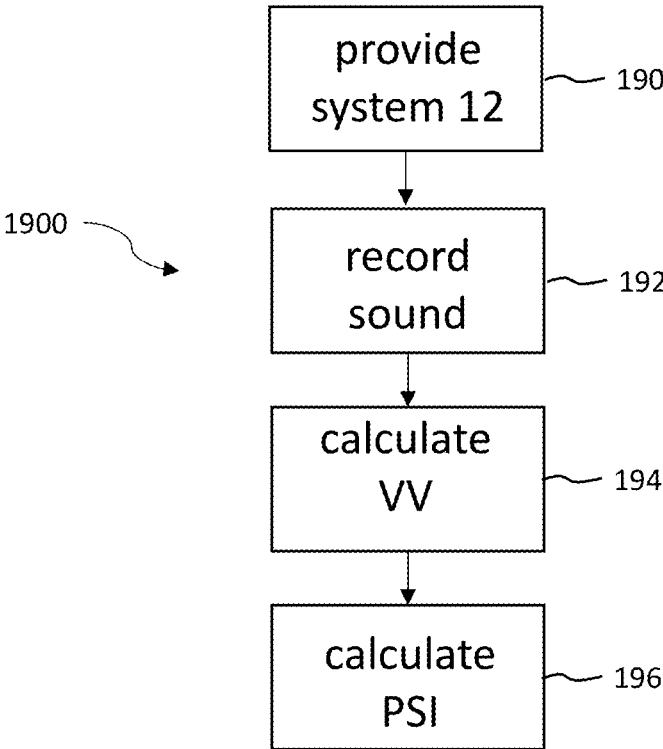 provide
system 12
190
1900
record
sound
192
calculate
VV
194
calculate
PSI
196